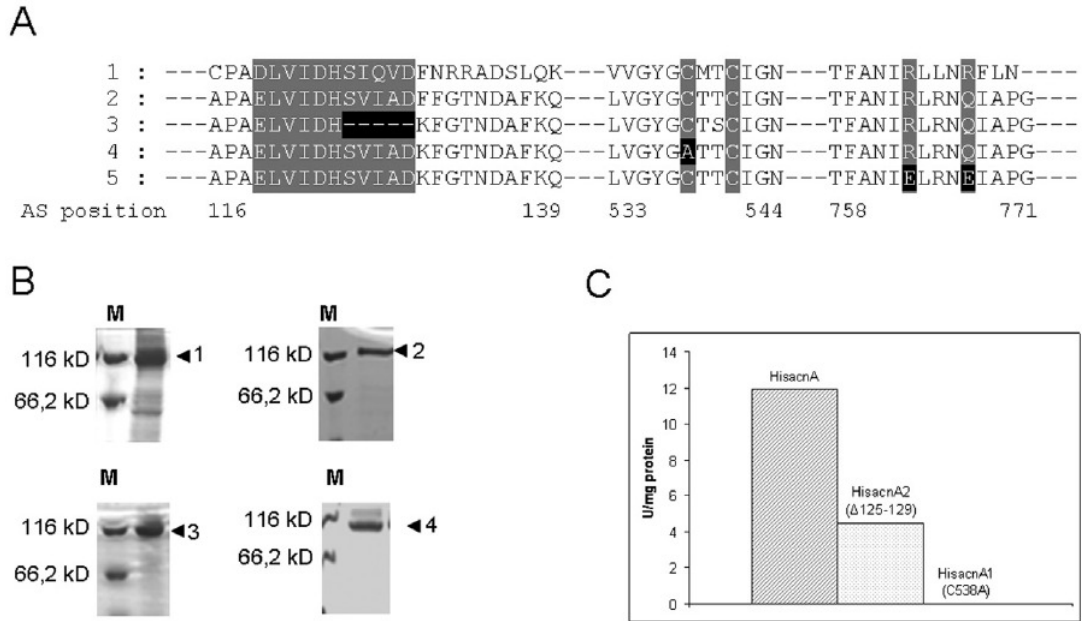 A
1 : ---CPADLVIDHSIQVDFNRRADSLQK---VVGYGCMTCIGN---TFANIRLLNRFLN----
2 : ---APAELVIDHSVIADFFGTNDAFKQ---LVGYGCTTCIGN---TFANIRLRNQIAPG---
3 : ---APAELVIDH-----KFGTNDAFKQ---LVGYGCTSCIGN---TFANIRLRNQIAPG---
4 : ---APAELVIDHSVIADKFGTNDAFKQ---LVGYGATTCIGN---TFANIRLRNQIAPG---
5 : ---APAELVIDHSVIADKFGTNDAFKQ---LVGYGCTTCIGN---TFANIELRNEIAPG---
AS position 116 139 533 544 758 771
B
M
116 kD
66,2 kD
1
M
116 kD
66,2 kD
2
M
116 kD
66,2 kD
3
M
116 kD
66,2 kD
4
C
U/mg protein
14
12
10
8
6
4
2
0
HisacnA
HisacnA2
(Δ125-129)
HisacnA1
(C538A)